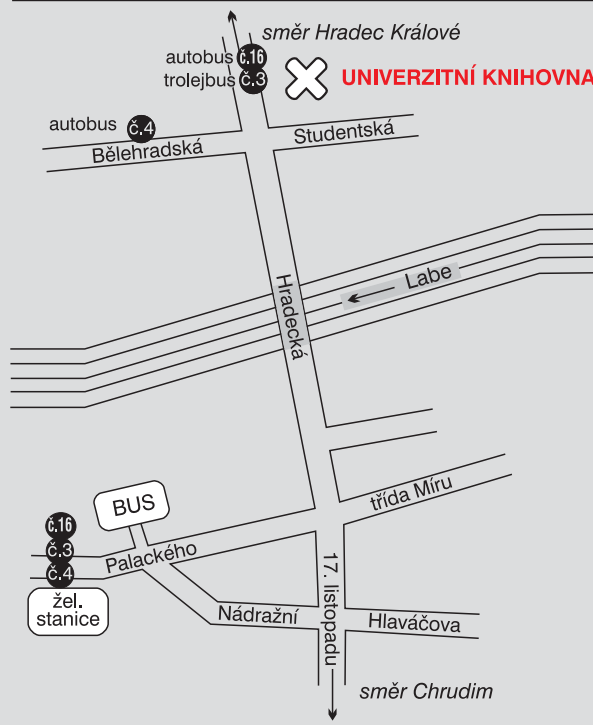 směr Hradec Králové
autobus č.16
trolejbus č.3
UNIVERZITNÍ KNIHOVNA
autobus č.4
Bělehradská
Studentská
Labe
Hradecká
třída Míru
BUS
č.16
č.3
č.4
Palackého
žel.
stanice
17. listopadu
Nádražní
Hlaváčova
směr Chrudim